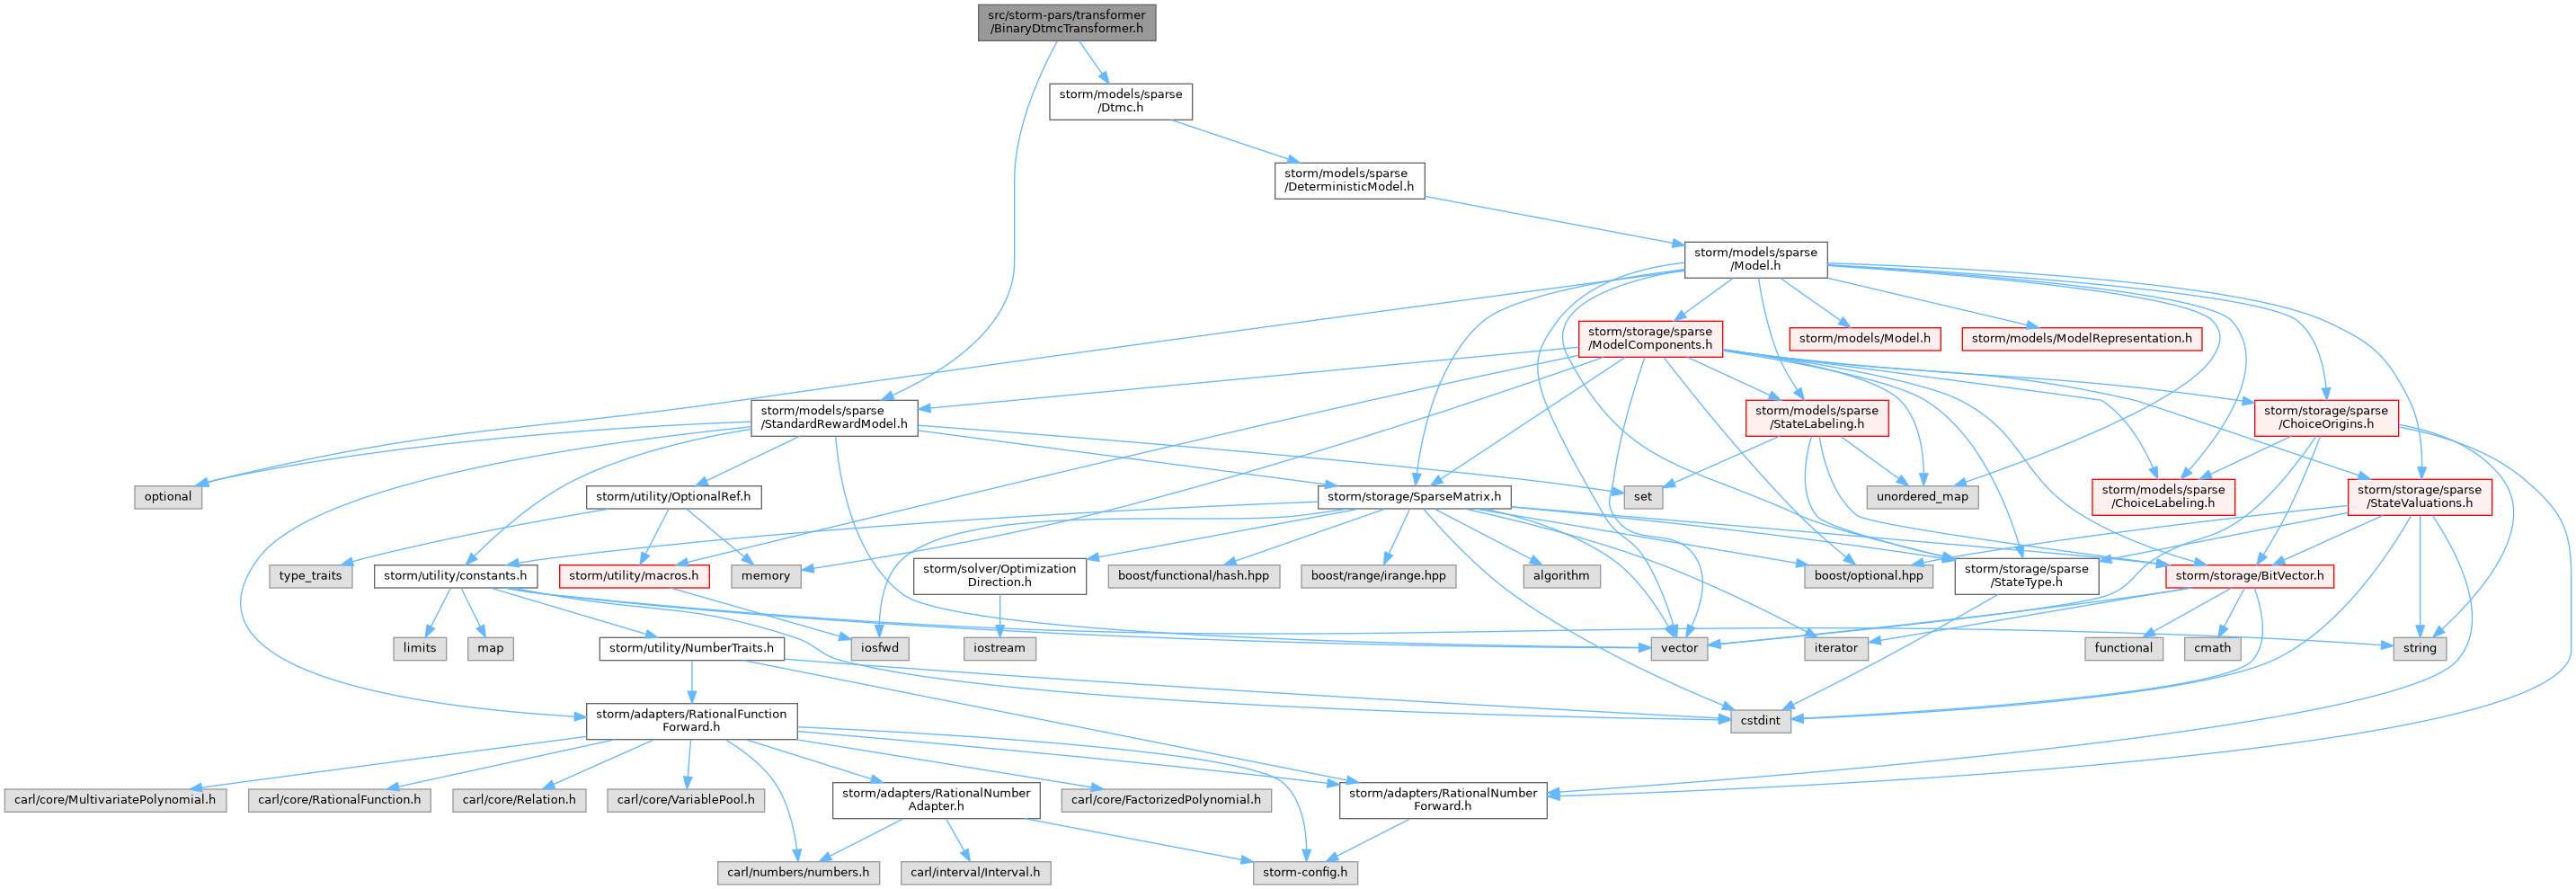 src/storm-pars/transformer
/BinaryDtmcTransformer.h
storm/models/sparse
/Dtmc.h
storm/models/sparse
/DeterministicModel.h
storm/models/sparse
/Model.h
storm/storage/sparse
/ModelComponents.h
storm/models/Model.h
storm/models/ModelRepresentation.h
storm/models/sparse
/StandardRewardModel.h
storm/models/sparse
/StateLabeling.h
storm/storage/sparse
/ChoiceOrigins.h
optional
storm/utility/OptionalRef.h
storm/storage/SparseMatrix.h
set
unordered_map
storm/models/sparse
/ChoiceLabeling.h
storm/storage/sparse
/StateValuations.h
type_traits
storm/utility/constants.h
storm/utility/macros.h
memory
storm/solver/Optimization
Direction.h
boost/functional/hash.hpp
boost/range/irange.hpp
algorithm
boost/optional.hpp
storm/storage/sparse
/StateType.h
storm/storage/BitVector.h
limits
map
storm/utility/NumberTraits.h
iosfwd
iostream
vector
iterator
functional
cmath
string
storm/adapters/RationalFunction
Forward.h
cstdint
carl/core/MultivariatePolynomial.h
carl/core/RationalFunction.h
carl/core/Relation.h
carl/core/VariablePool.h
storm/adapters/RationalNumber
Adapter.h
carl/core/FactorizedPolynomial.h
storm/adapters/RationalNumber
Forward.h
carl/numbers/numbers.h
carl/interval/Interval.h
storm-config.h